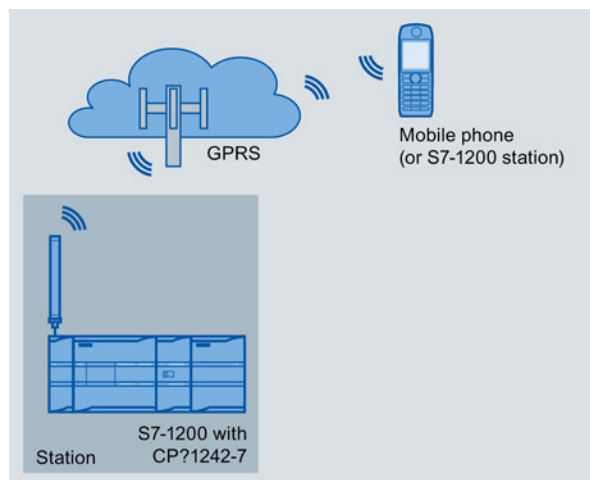 GPRS
Mobile phone
(or S7-1200 station)
Station
S7-1200 with
CP?1242-7